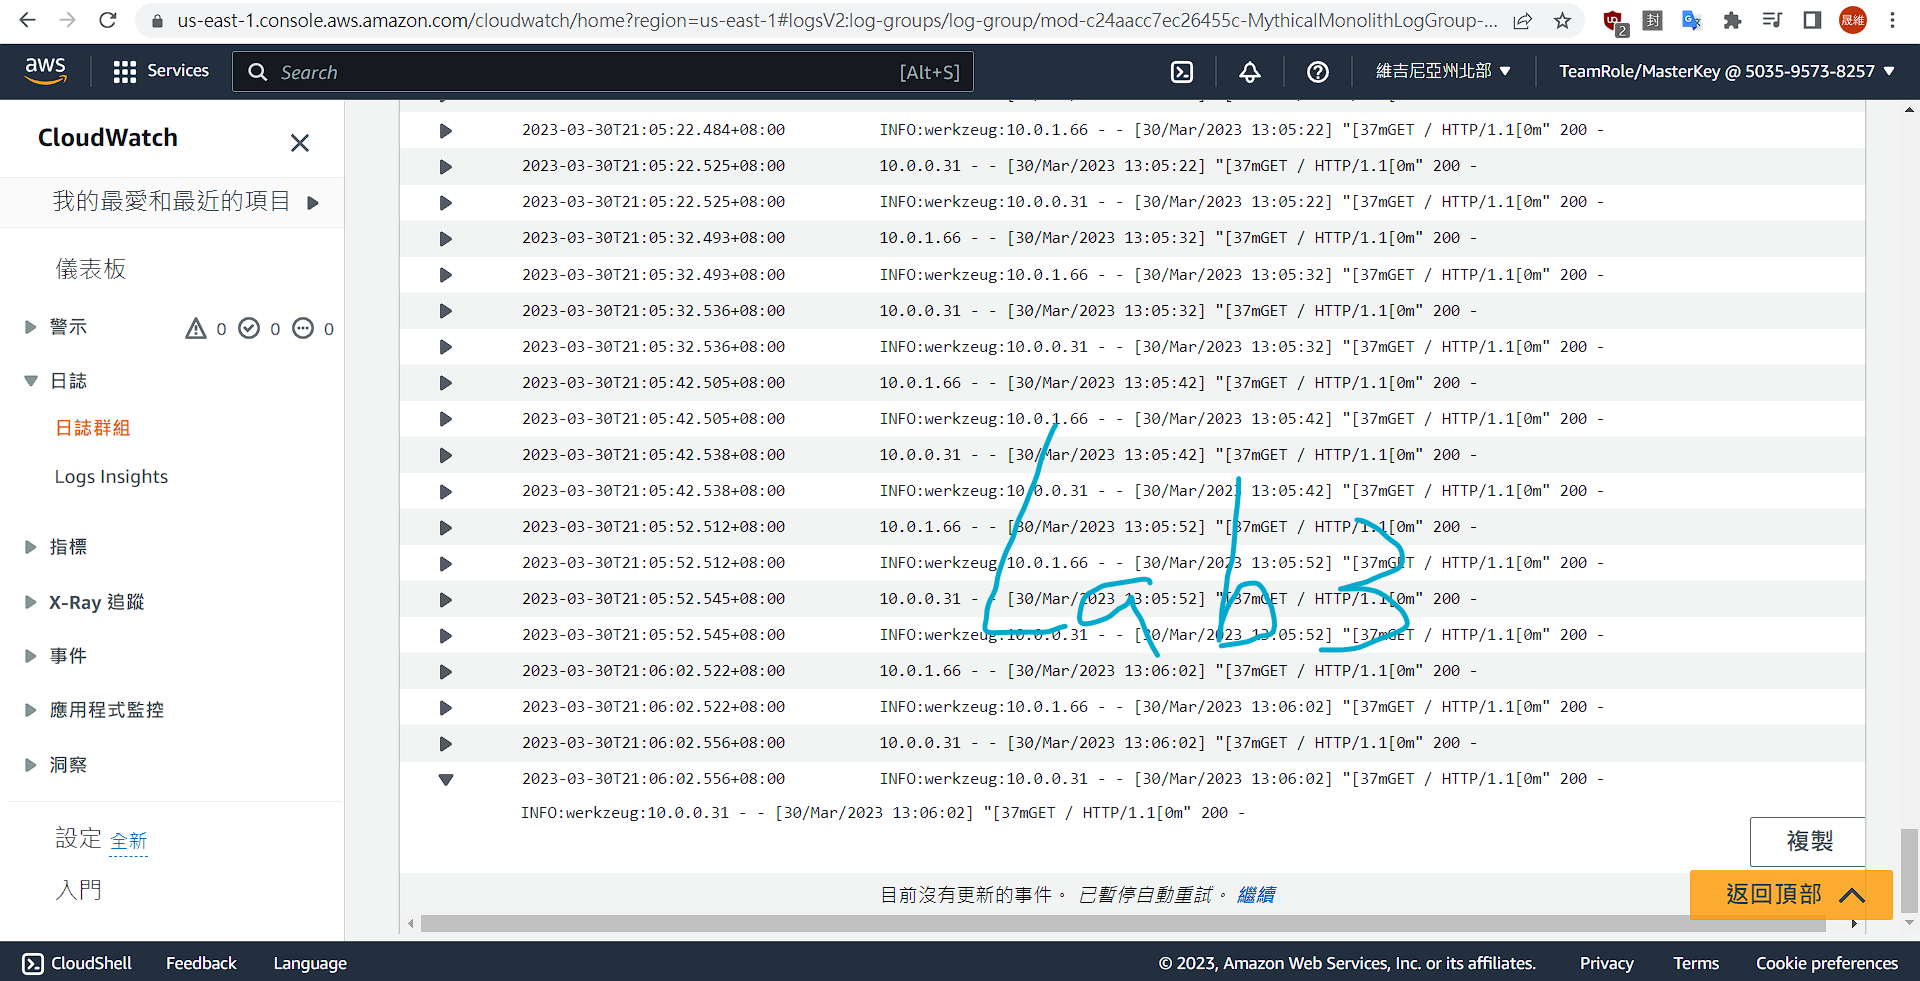 us-east-1.console.aws.amazon.com/cloudwatch/home?region=us-east-1#logsV2:log-groups/log-group/mod-c24aacc7ec26455c-MythicalMonolithLogGroup-...
2
封
晟維
aws
Services
Search
[Alt+S]
維吉尼亞州北部 ▼
TeamRole/MasterKey @ 5035-9573-8257 ▼
CloudWatch
我的最愛和最近的項目
儀表板
警示
0
0
0
日誌
日誌群組
Logs Insights
指標
X-Ray 追蹤
事件
應用程式監控
洞察
設定 全新
入門
2023-03-30T21:05:22.484+08:00 INFO:werkzeug:10.0.1.66 - - [30/Mar/2023 13:05:22] "[37mGET / HTTP/1.1[0m" 200 -
2023-03-30T21:05:22.525+08:00 10.0.0.31 - - [30/Mar/2023 13:05:22] "[37mGET / HTTP/1.1[0m" 200 -
2023-03-30T21:05:22.525+08:00 INFO:werkzeug:10.0.0.31 - - [30/Mar/2023 13:05:22] "[37mGET / HTTP/1.1[0m" 200 -
2023-03-30T21:05:32.493+08:00 10.0.1.66 - - [30/Mar/2023 13:05:32] "[37mGET / HTTP/1.1[0m" 200 -
2023-03-30T21:05:32.493+08:00 INFO:werkzeug:10.0.1.66 - - [30/Mar/2023 13:05:32] "[37mGET / HTTP/1.1[0m" 200 -
2023-03-30T21:05:32.536+08:00 10.0.0.31 - - [30/Mar/2023 13:05:32] "[37mGET / HTTP/1.1[0m" 200 -
2023-03-30T21:05:32.536+08:00 INFO:werkzeug:10.0.0.31 - - [30/Mar/2023 13:05:32] "[37mGET / HTTP/1.1[0m" 200 -
2023-03-30T21:05:42.505+08:00 10.0.1.66 - - [30/Mar/2023 13:05:42] "[37mGET / HTTP/1.1[0m" 200 -
2023-03-30T21:05:42.505+08:00 INFO:werkzeug:10.0.1.66 - - [30/Mar/2023 13:05:42] "[37mGET / HTTP/1.1[0m" 200 -
2023-03-30T21:05:42.538+08:00 10.0.0.31 - - [30/Mar/2023 13:05:42] "[37mGET / HTTP/1.1[0m" 200 -
2023-03-30T21:05:42.538+08:00 INFO:werkzeug:10.0.0.31 - - [30/Mar/2023 13:05:42] "[37mGET / HTTP/1.1[0m" 200 -
2023-03-30T21:05:52.512+08:00 10.0.1.66 - - [30/Mar/2023 13:05:52] "[37mGET / HTTP/1.1[0m" 200 -
2023-03-30T21:05:52.512+08:00 INFO:werkzeug:10.0.1.66 - - [30/Mar/2023 13:05:52] "[37mGET / HTTP/1.1[0m" 200 -
2023-03-30T21:05:52.545+08:00 10.0.0.31 - - [30/Mar/2023 13:05:52] "[37mGET / HTTP/1.1[0m" 200 -
2023-03-30T21:05:52.545+08:00 INFO:werkzeug:10.0.0.31 - - [30/Mar/2023 13:05:52] "[37mGET / HTTP/1.1[0m" 200 -
2023-03-30T21:06:02.522+08:00 10.0.1.66 - - [30/Mar/2023 13:06:02] "[37mGET / HTTP/1.1[0m" 200 -
2023-03-30T21:06:02.522+08:00 INFO:werkzeug:10.0.1.66 - - [30/Mar/2023 13:06:02] "[37mGET / HTTP/1.1[0m" 200 -
2023-03-30T21:06:02.556+08:00 10.0.0.31 - - [30/Mar/2023 13:06:02] "[37mGET / HTTP/1.1[0m" 200 -
2023-03-30T21:06:02.556+08:00 INFO:werkzeug:10.0.0.31 - - [30/Mar/2023 13:06:02] "[37mGET / HTTP/1.1[0m" 200 -
INFO:werkzeug:10.0.0.31 - - [30/Mar/2023 13:06:02] "[37mGET / HTTP/1.1[0m" 200 -
Lab3
複製
目前沒有更新的事件。 已暫停自動重試。 繼續
返回頂部
CloudShell
Feedback
Language
© 2023, Amazon Web Services, Inc. or its affiliates.
Privacy
Terms
Cookie preferences